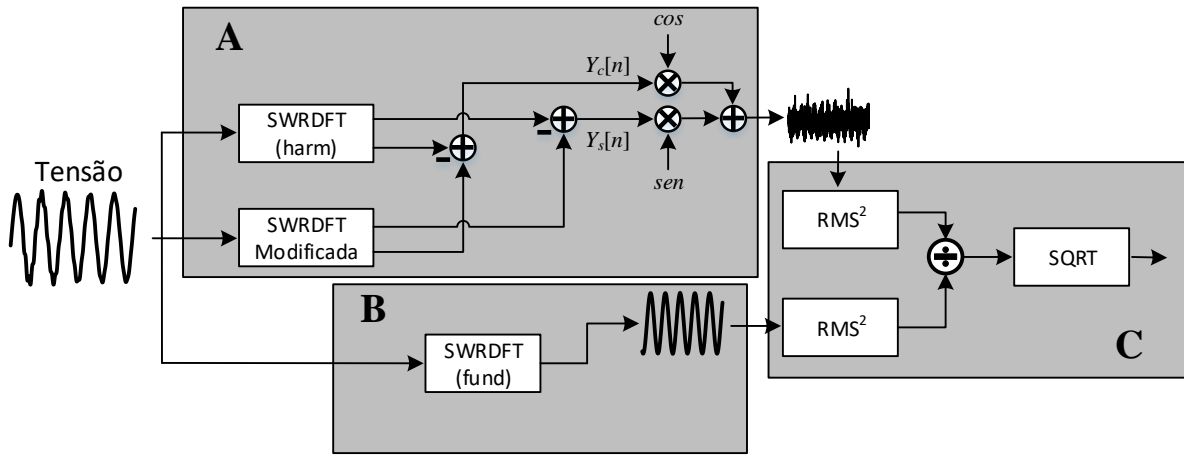 A
cos
Yc[n]
SWRDFT
(harm)
Ys[n]
sen
Tensão
SWRDFT
Modificada
RMS²
SQRT
B
SWRDFT
(fund)
RMS²
C